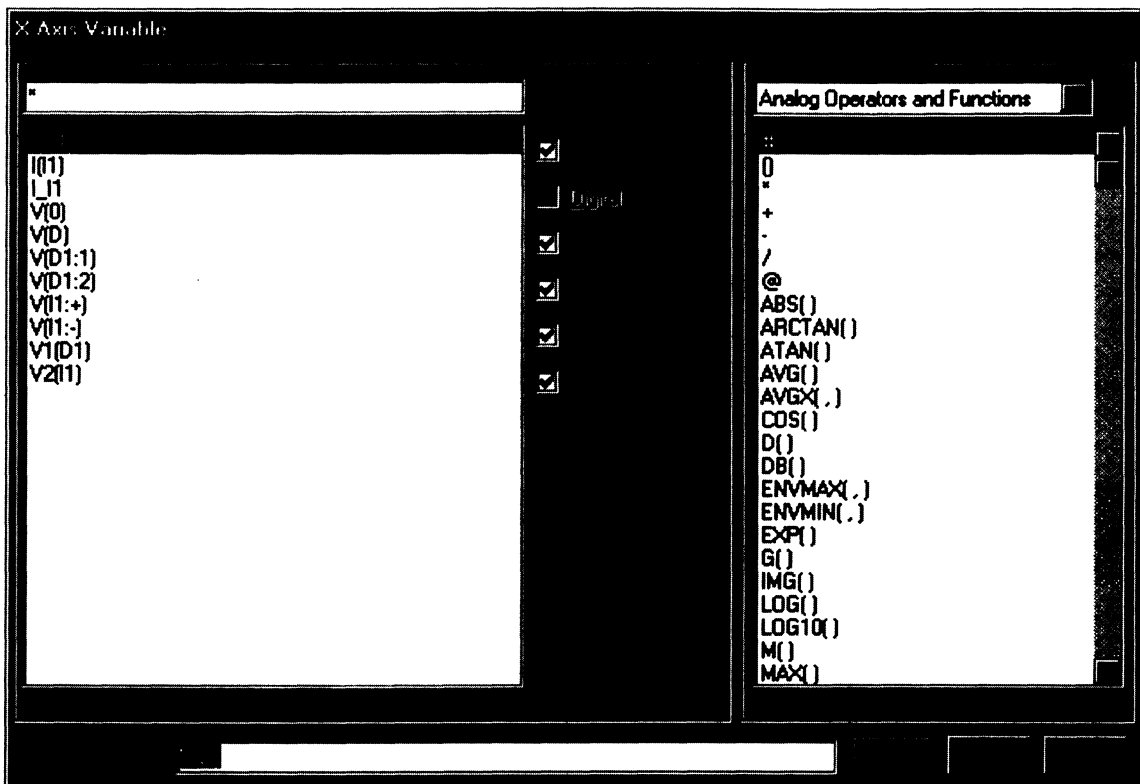 X Axis Variable
*
I(I1)
I_I1
V(0)
V(D)
V(D1:1)
V(D1:2)
V(I1:+)
V(I1:-)
V1(D1)
V2(I1)
Digital
Analog Operators and Functions
()
*
+
-
/
@
ABS( )
ARCTAN( )
ATAN( )
AVG( )
AVGX( , )
COS( )
D( )
DB( )
ENVMAX( , )
ENVMIN( , )
EXP( )
G( )
IMG( )
LOG( )
LOG10( )
M( )
MAX( )